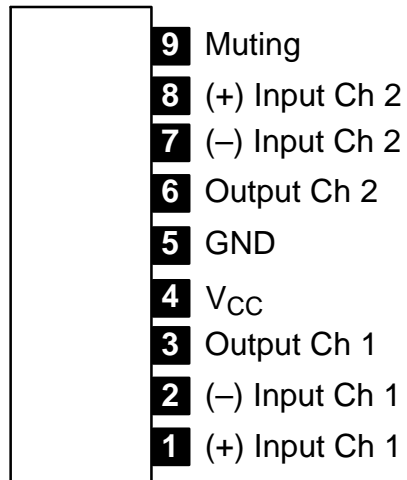 9 Muting
8 (+) Input Ch 2
7 (–) Input Ch 2
6 Output Ch 2
5 GND
4 VCC
3 Output Ch 1
2 (–) Input Ch 1
1 (+) Input Ch 1